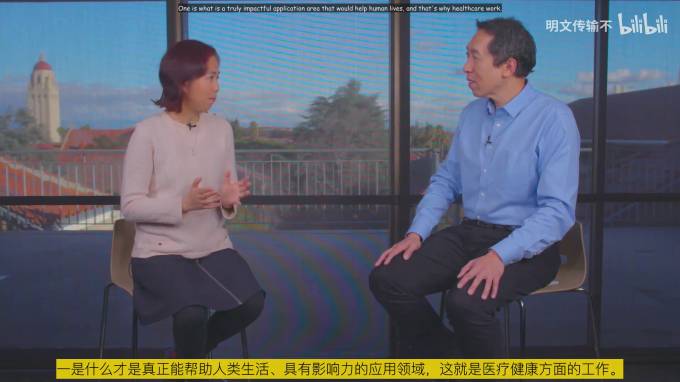 One is what is a truly impactful application area that would help human lives, and that's why healthcare work.
明文传输不 bilibili
一是什么才是真正能帮助人类生活、具有影响力的应用领域，这就是医疗健康方面的工作。